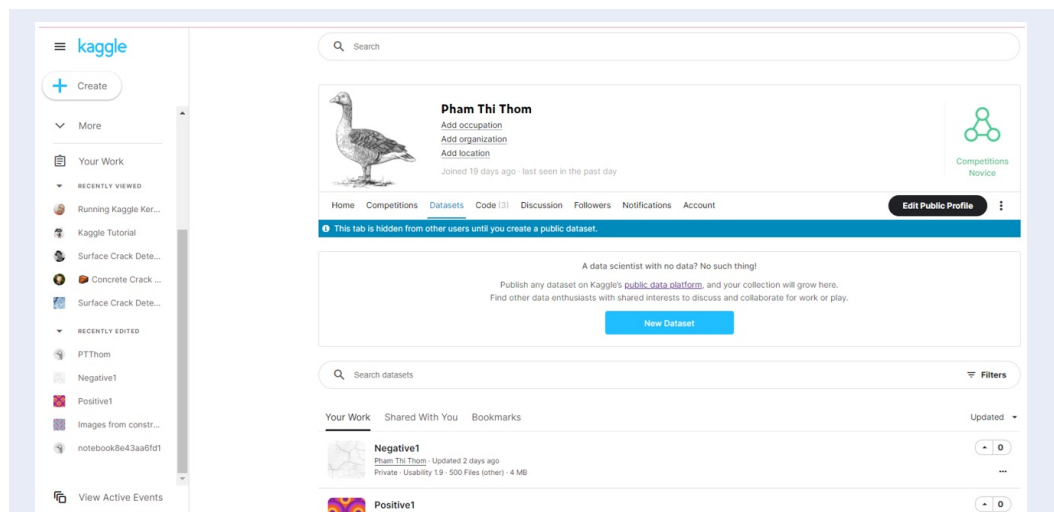 kaggle
Create
More
Your Work
RECENTLY VIEWED
Running Kaggle Ker...
Kaggle Tutorial
Surface Crack Dete...
Concrete Crack ...
Surface Crack Dete...
RECENTLY EDITED
PTThom
Negative1
Positive1
Images from constr...
notebook8e43aa6fd1
View Active Events
Search
Pham Thi Thom
Add occupation
Add organization
Add location
Joined 19 days ago · last seen in the past day
Competitions
Novice
Home Competitions Datasets Code (3) Discussion Followers Notifications Account Edit Public Profile
This tab is hidden from other users until you create a public dataset.
A data scientist with no data? No such thing!
Publish any dataset on Kaggle's public data platform, and your collection will grow here.
Find other data enthusiasts with shared interests to discuss and collaborate for work or play.
New Dataset
Search datasets Filters
Your Work Shared With You Bookmarks Updated
Negative1 0
Pham Thi Thom · Updated 2 days ago
Private · Usability 1.9 · 500 Files (other) · 4 MB
Positive1 0